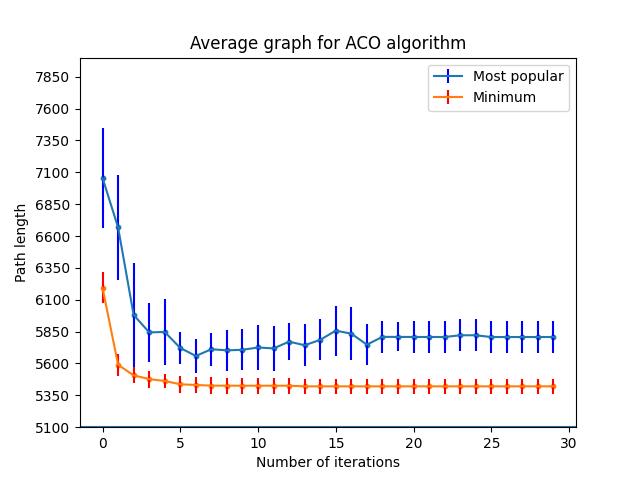 Average graph for ACO algorithm
Most popular
Minimum
Path length
7850
7600
7350
7100
6850
6600
6350
6100
5850
5600
5350
5100
0 5 10 15 20 25 30
Number of iterations